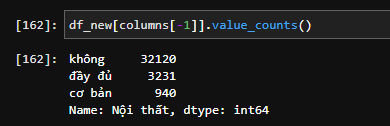 [162]: df_new[columns[-1]].value_counts()
[162]: không 32120
đầy đủ 3231
cơ bản 940
Name: Nội thất, dtype: int64